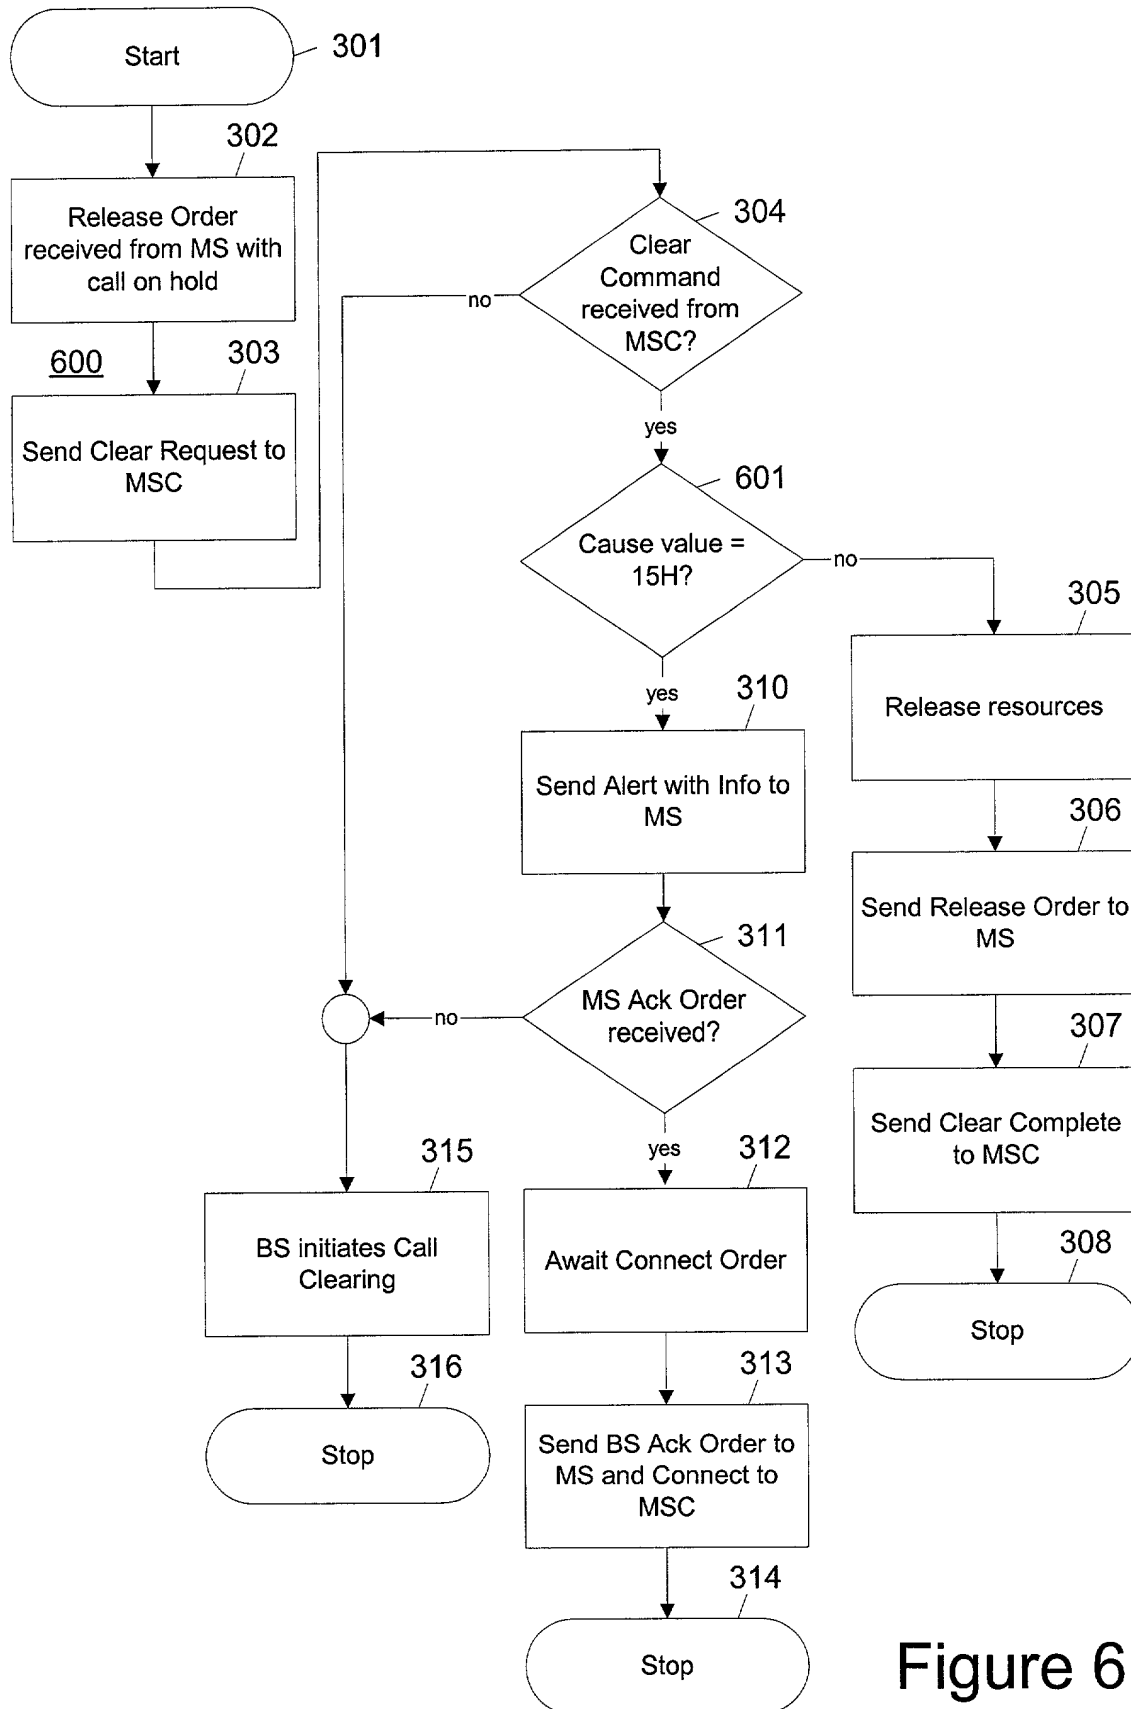 Start
301
302
Release Order
received from MS with
call on hold
600
303
Send Clear Request to
MSC
304
Clear
Command
received from
MSC?
no
yes
601
Cause value =
15H?
no
yes
305
Release resources
310
Send Alert with Info to
MS
306
Send Release Order to
MS
311
MS Ack Order
received?
no
yes
307
Send Clear Complete
to MSC
308
Stop
315
BS initiates Call
Clearing
312
Await Connect Order
316
Stop
313
Send BS Ack Order to
MS and Connect to
MSC
314
Stop
Figure 6